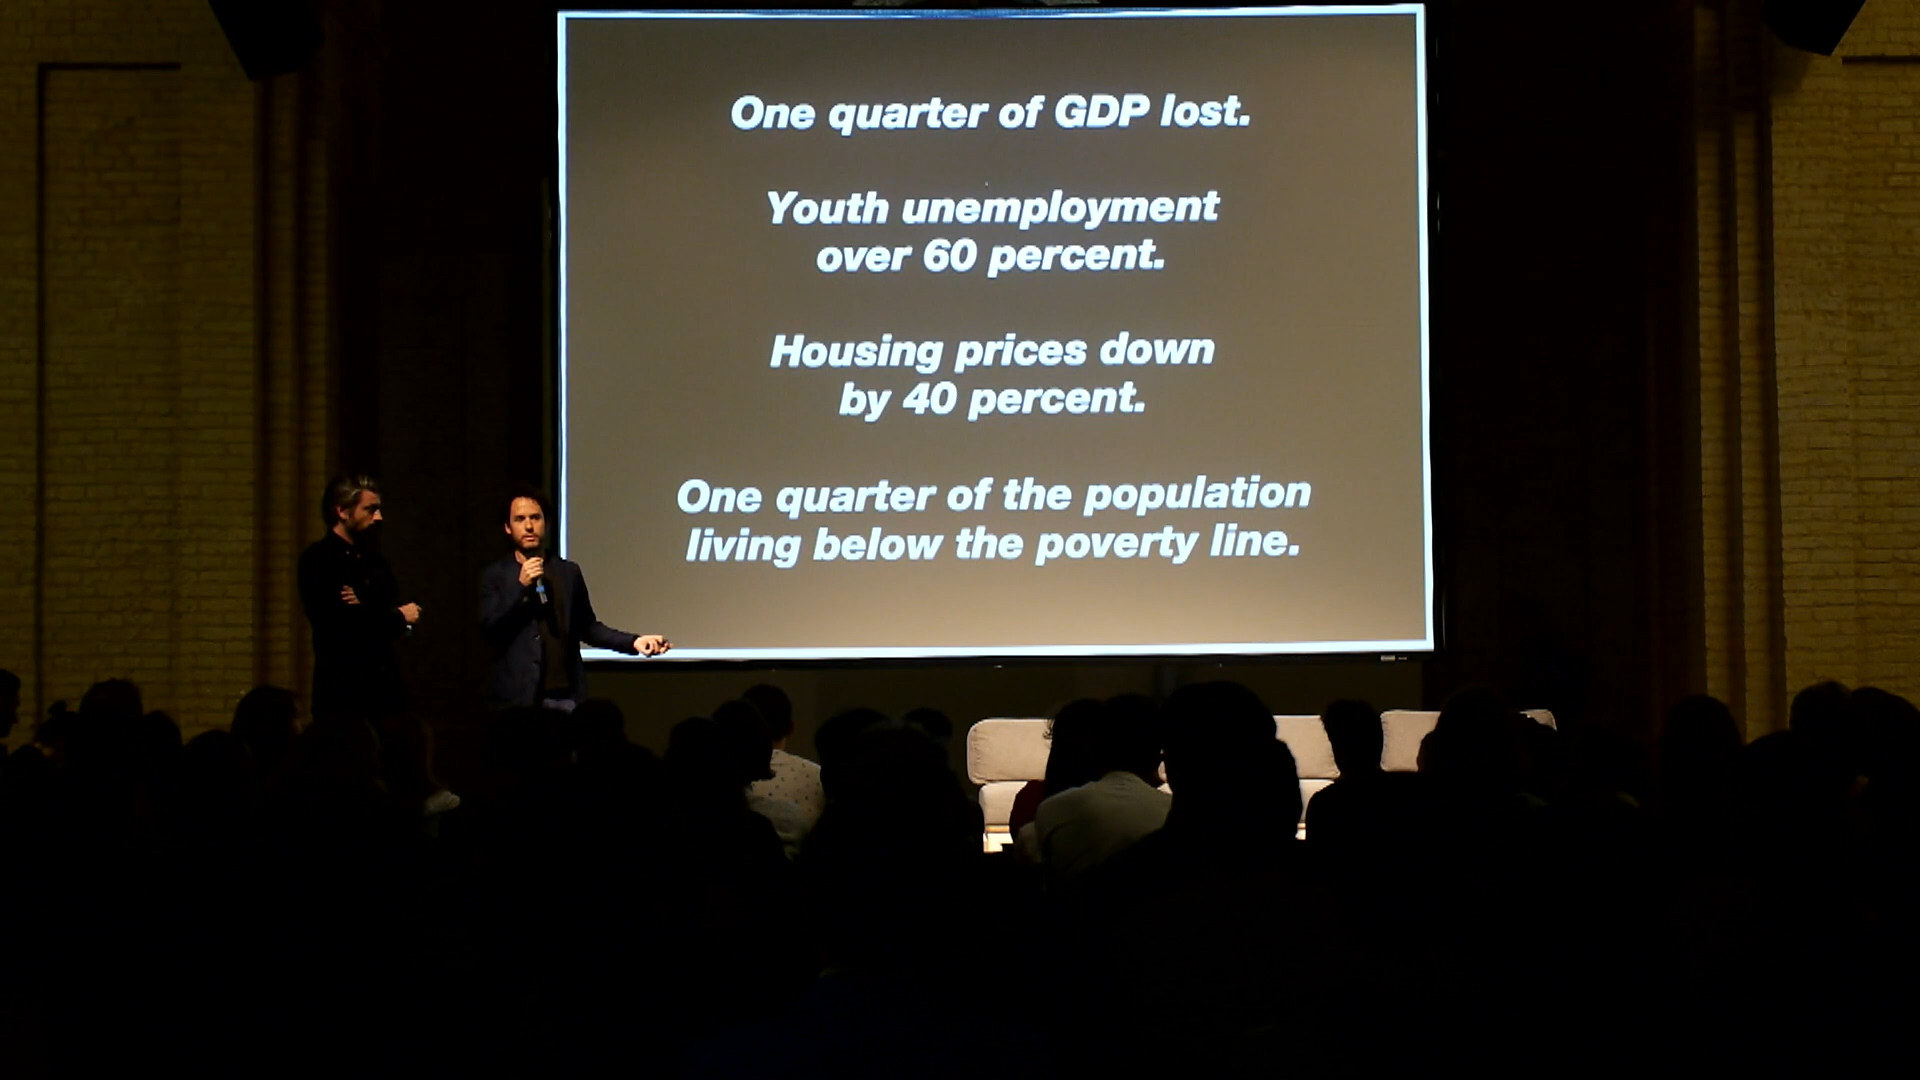 One quarter of GDP lost.
Youth unemployment
over 60 percent.
Housing prices down
by 40 percent.
One quarter of the population
living below the poverty line.